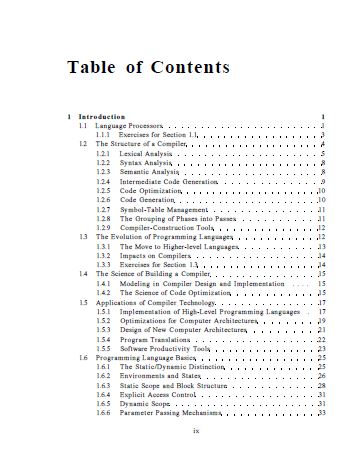 Table of Contents
1 Introduction 1
1.1 Language Processors . . . . . . . . . . . . . . . . 1
1.1.1 Exercises for Section 1.1 . . . . . . . . . . . . 3
1.2 The Structure of a Compiler . . . . . . . . . . . . 4
1.2.1 Lexical Analysis . . . . . . . . . . . . . . . . 5
1.2.2 Syntax Analysis . . . . . . . . . . . . . . . . 8
1.2.3 Semantic Analysis . . . . . . . . . . . . . . . 8
1.2.4 Intermediate Code Generation . . . . . . . . . . 9
1.2.5 Code Optimization . . . . . . . . . . . . . . . 10
1.2.6 Code Generation . . . . . . . . . . . . . . . . 10
1.2.7 Symbol-Table Management . . . . . . . . . . . . 11
1.2.8 The Grouping of Phases into Passes . . . . . . . 11
1.2.9 Compiler-Construction Tools . . . . . . . . . . 12
1.3 The Evolution of Programming Languages . . . . . . . 12
1.3.1 The Move to Higher-level Languages . . . . . . . 13
1.3.2 Impacts on Compilers . . . . . . . . . . . . . . 14
1.3.3 Exercises for Section 1.3 . . . . . . . . . . . 14
1.4 The Science of Building a Compiler . . . . . . . . . 15
1.4.1 Modeling in Compiler Design and Implementation . . . . 15
1.4.2 The Science of Code Optimization . . . . . . . . 15
1.5 Applications of Compiler Technology . . . . . . . . . 17
1.5.1 Implementation of High-Level Programming Languages . 17
1.5.2 Optimizations for Computer Architectures . . . . 19
1.5.3 Design of New Computer Architectures . . . . . . 21
1.5.4 Program Translations . . . . . . . . . . . . . . 22
1.5.5 Software Productivity Tools . . . . . . . . . . 23
1.6 Programming Language Basics . . . . . . . . . . . . . 25
1.6.1 The Static/Dynamic Distinction . . . . . . . . . 25
1.6.2 Environments and States . . . . . . . . . . . . 26
1.6.3 Static Scope and Block Structure . . . . . . . . 28
1.6.4 Explicit Access Control . . . . . . . . . . . . 31
1.6.5 Dynamic Scope . . . . . . . . . . . . . . . . . 31
1.6.6 Parameter Passing Mechanisms . . . . . . . . . . 33
ix